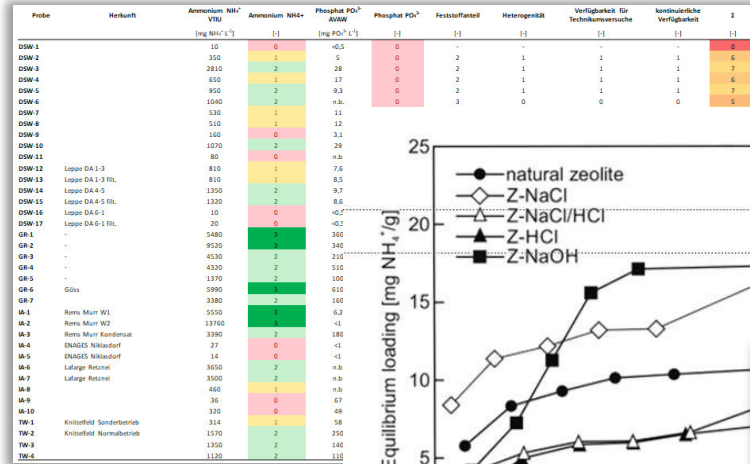 Probe Herkunft Ammonium NH₄⁺ VTIU Ammonium NH4+ Phosphat PO₄³⁻ AVAW Phosphat PO₄³⁻ Feststoffanteil Heterogenität Verfügbarkeit für Technikumsversuche kontinuierliche Verfügbarkeit Σ
[mg NH₄⁺ L⁻¹] [-] [mg PO₄³⁻ L⁻¹] [-] [-] [-] [-] [-] [-]
DSW-1 10 0 <0,5 0 - - - - 0
DSW-2 350 1 5 0 2 1 1 1 6
DSW-3 2810 2 28 0 2 1 1 1 7
DSW-4 650 1 17 0 2 1 1 1 6
DSW-5 950 2 9,3 0 2 1 1 1 7
DSW-6 1040 2 n.b. 0 3 0 0 0 5
DSW-7 530 1 11
DSW-8 510 1 12
DSW-9 160 0 3,1
DSW-10 1070 2 29
DSW-11 80 0 n.b.
DSW-12 Leppe DA 1-3 810 1 7,6
DSW-13 Leppe DA 1-3 filt. 810 1 8,5
DSW-14 Leppe DA 4-5 1350 2 9,7
DSW-15 Leppe DA 4-5 filt. 1320 2 8,6
DSW-16 Leppe DA 6-1 10 0 <0,5
DSW-17 Leppe DA 6-1 filt. 20 0 <0,5
GR-1 - 5480 3 360
GR-2 - 9520 3 340
GR-3 - 4530 2 210
GR-4 - 4320 2 510
GR-5 - 1370 2 100
GR-6 Göss 5990 3 610
GR-7 3380 2 160
IA-1 Rems Murr W1 5550 3 6,2
IA-2 Rems Murr W2 13760 3 <1
IA-3 Rems Murr Kondensat 3390 2 180
IA-4 ENAGES Niklasdorf 27 0 <1
IA-5 ENAGES Niklasdorf 14 0 <1
IA-6 Lafarge Retznei 3650 2 n.b.
IA-7 Lafarge Retznei 3500 2 n.b.
IA-8 460 1 n.b.
IA-9 36 0 67
IA-10 320 0 49
TW-1 Knittelfeld Sonderbetrieb 314 1 58
TW-2 Knittelfeld Normalbetrieb 1570 2 250
TW-3 1350 2 140
TW-4 1120 2 110
Equilibrium loading [mg NH₄⁺/g]
25
20
15
10
5
natural zeolite
Z-NaCl
Z-NaCl/HCl
Z-HCl
Z-NaOH